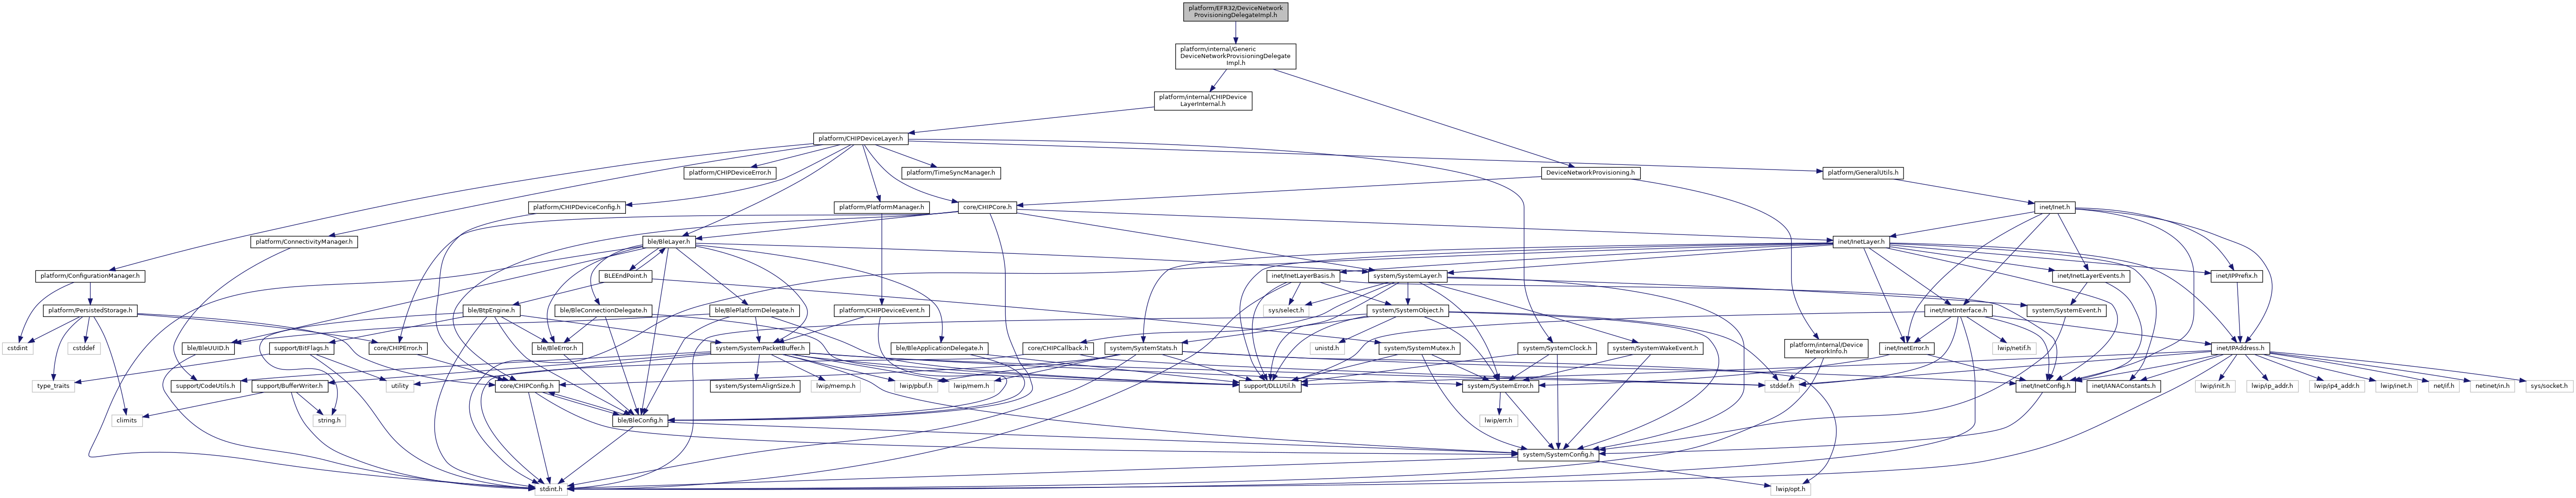 platform/EFR32/DeviceNetwork
ProvisioningDelegateImpl.h
platform/internal/Generic
DeviceNetworkProvisioningDelegate
Impl.h
platform/internal/CHIPDevice
LayerInternal.h
platform/CHIPDeviceLayer.h
platform/CHIPDeviceError.h
platform/TimeSyncManager.h
DeviceNetworkProvisioning.h
platform/GeneralUtils.h
platform/CHIPDeviceConfig.h
platform/PlatformManager.h
core/CHIPCore.h
inet/Inet.h
platform/ConnectivityManager.h
ble/BleLayer.h
inet/InetLayer.h
platform/ConfigurationManager.h
BLEEndPoint.h
inet/InetLayerBasis.h
system/SystemLayer.h
inet/InetLayerEvents.h
inet/IPPrefix.h
platform/PersistedStorage.h
ble/BtpEngine.h
ble/BleConnectionDelegate.h
ble/BlePlatformDelegate.h
platform/CHIPDeviceEvent.h
sys/select.h
system/SystemObject.h
inet/InetInterface.h
system/SystemEvent.h
cstdint
cstddef
ble/BleUUID.h
support/BitFlags.h
core/CHIPError.h
ble/BleError.h
system/SystemPacketBuffer.h
ble/BleApplicationDelegate.h
core/CHIPCallback.h
system/SystemStats.h
unistd.h
system/SystemMutex.h
system/SystemClock.h
system/SystemWakeEvent.h
platform/internal/Device
NetworkInfo.h
inet/InetError.h
lwip/netif.h
inet/IPAddress.h
type_traits
support/CodeUtils.h
support/BufferWriter.h
utility
core/CHIPConfig.h
system/SystemAlignSize.h
lwip/memp.h
lwip/pbuf.h
lwip/mem.h
support/DLLUtil.h
system/SystemError.h
stddef.h
inet/InetConfig.h
inet/IANAConstants.h
lwip/init.h
lwip/ip_addr.h
lwip/ip4_addr.h
lwip/inet.h
net/if.h
netinet/in.h
sys/socket.h
climits
string.h
ble/BleConfig.h
lwip/err.h
system/SystemConfig.h
stdint.h
lwip/opt.h